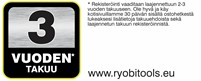 3
VUODEN*
TAKUU
* Rekisteröinti vaaditaan laajennettuun 2-3
vuoden takuuseen. Ole hyvä ja käy
kotisivuillamme 30 päivän sisällä ostohetkestä
lukeaksesi lisätietoja takuuehdoista sekä
laajennetun takuun rekisteröinnistä.
www.ryobitools.eu